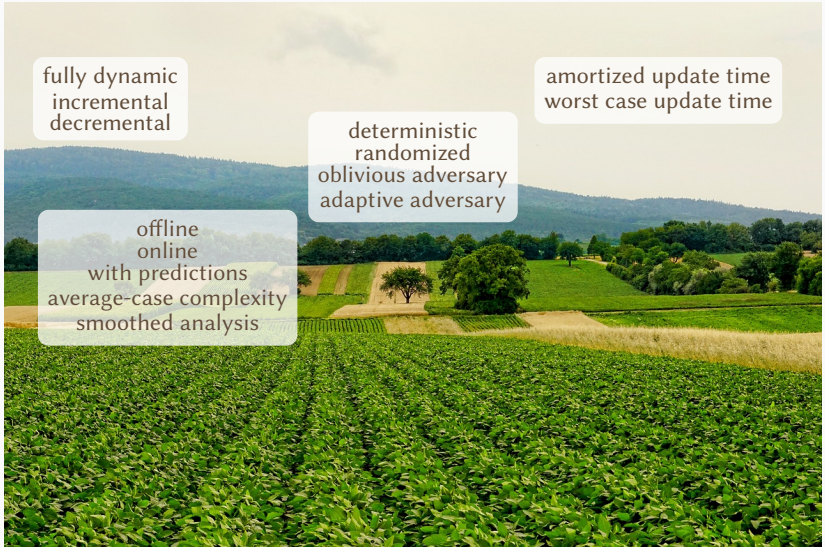 fully dynamic
incremental
decremental
amortized update time
worst case update time
deterministic
randomized
oblivious adversary
adaptive adversary
offline
online
with predictions
average-case complexity
smoothed analysis